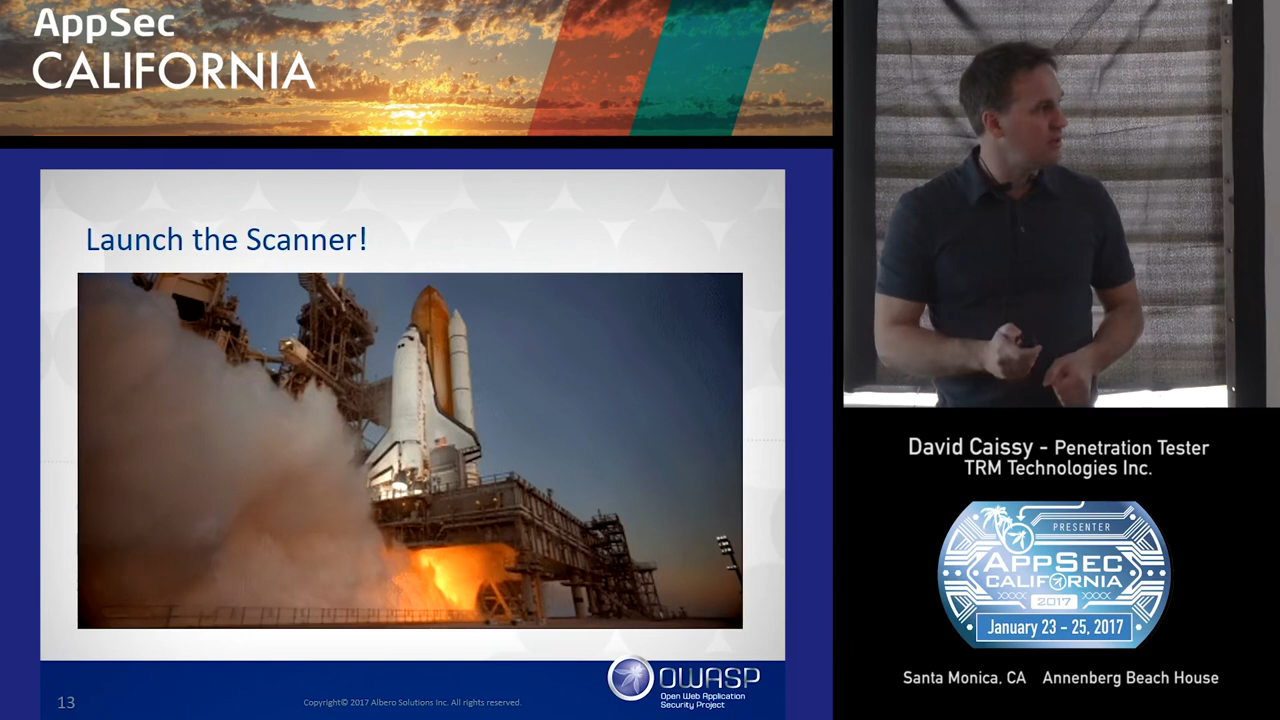 AppSec
CALIFORNIA
Launch the Scanner!
13
Copyright© 2017 Albero Solutions Inc. All rights reserved.
OWASP
Open Web Application
Security Project
David Caissy - Penetration Tester
TRM Technologies Inc.
PRESENTER
APPSEC
CALIFORNIA
2017
January 23 - 25, 2017
Santa Monica, CA Annenberg Beach House